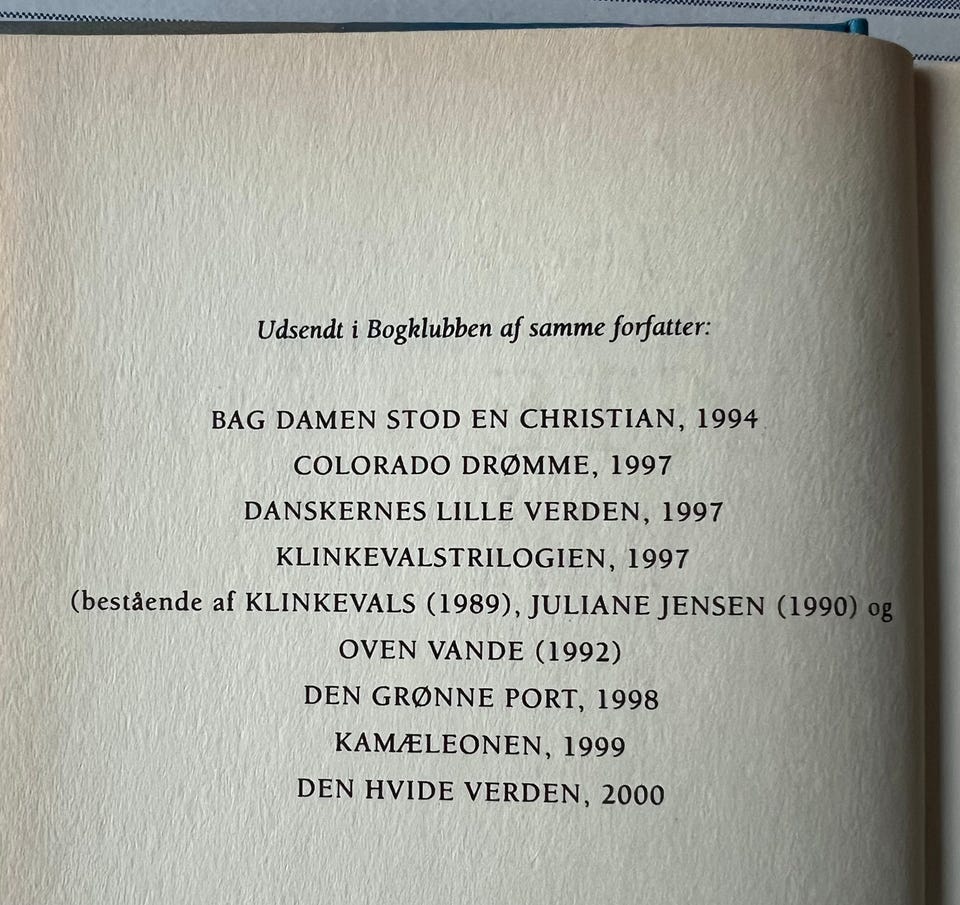 Udsendt i Bogklubben af samme forfatter:
BAG DAMEN STOD EN CHRISTIAN, 1994
COLORADO DRØMME, 1997
DANSKERNES LILLE VERDEN, 1997
KLINKEVALSTRILOGIEN, 1997
(bestående af KLINKEVALS (1989), JULIANE JENSEN (1990) og
OVEN VANDE (1992)
DEN GRØNNE PORT, 1998
KAMÆLEONEN, 1999
DEN HVIDE VERDEN, 2000